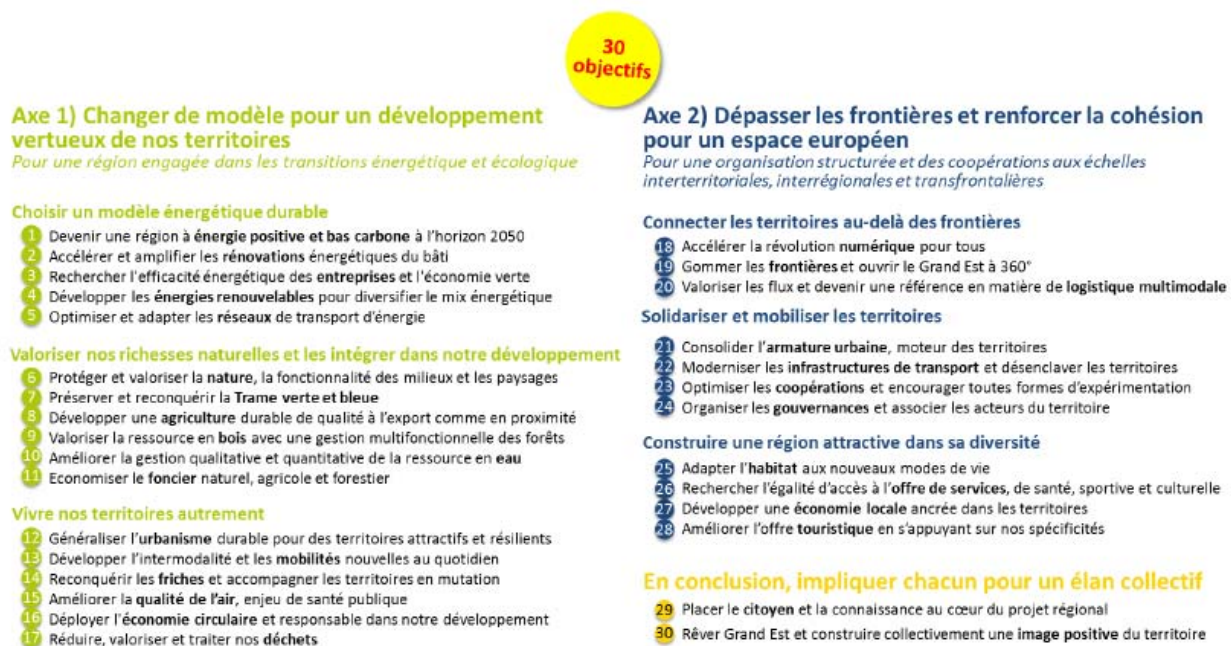 30
objectifs
Axe 1) Changer de modèle pour un développement
vertueux de nos territoires
Pour une région engagée dans les transitions énergétique et écologique
Choisir un modèle énergétique durable
1 Devenir une région à énergie positive et bas carbone à l'horizon 2050
2 Accélérer et amplifier les rénovations énergétiques du bâti
3 Rechercher l'efficacité énergétique des entreprises et l'économie verte
4 Développer les énergies renouvelables pour diversifier le mix énergétique
5 Optimiser et adapter les réseaux de transport d'énergie
Valoriser nos richesses naturelles et les intégrer dans notre développement
6 Protéger et valoriser la nature, la fonctionnalité des milieux et les paysages
7 Préserver et reconquérir la Trame verte et bleue
8 Développer une agriculture durable de qualité à l'export comme en proximité
9 Valoriser la ressource en bois avec une gestion multifonctionnelle des forêts
10 Améliorer la gestion qualitative et quantitative de la ressource en eau
11 Economiser le foncier naturel, agricole et forestier
Vivre nos territoires autrement
12 Généraliser l'urbanisme durable pour des territoires attractifs et résilients
13 Développer l'intermodalité et les mobilités nouvelles au quotidien
14 Reconquérir les friches et accompagner les territoires en mutation
15 Améliorer la qualité de l'air, enjeu de santé publique
16 Déployer l'économie circulaire et responsable dans notre développement
17 Réduire, valoriser et traiter nos déchets
Axe 2) Dépasser les frontières et renforcer la cohésion
pour un espace européen
Pour une organisation structurée et des coopérations aux échelles
interterritoriales, interrégionales et transfrontalières
Connecter les territoires au-delà des frontières
18 Accélérer la révolution numérique pour tous
19 Gommer les frontières et ouvrir le Grand Est à 360°
20 Valoriser les flux et devenir une référence en matière de logistique multimodale
Solidariser et mobiliser les territoires
21 Consolider l'armature urbaine, moteur des territoires
22 Moderniser les infrastructures de transport et désenclaver les territoires
23 Optimiser les coopérations et encourager toutes formes d'expérimentation
24 Organiser les gouvernances et associer les acteurs du territoire
Construire une région attractive dans sa diversité
25 Adapter l'habitat aux nouveaux modes de vie
26 Rechercher l'égalité d'accès à l'offre de services, de santé, sportive et culturelle
27 Développer une économie locale ancrée dans les territoires
28 Améliorer l'offre touristique en s'appuyant sur nos spécificités
En conclusion, impliquer chacun pour un élan collectif
29 Placer le citoyen et la connaissance au cœur du projet régional
30 Rêver Grand Est et construire collectivement une image positive du territoire